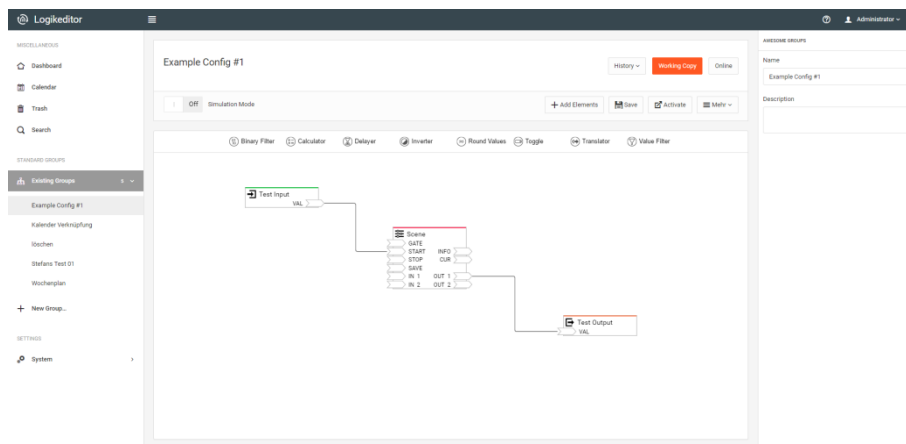 Logikeditor
Administrator
MISCELLANEOUS
Dashboard
Calendar
Trash
Search
STANDARD GROUPS
Existing Groups
Example Config #1
Kalender Verknüpfung
löschen
Stefans Test 01
Wochenplan
New Group...
SETTINGS
System
Example Config #1
History
Working Copy
Online
Off Simulation Mode
Add Elements
Save
Activate
Mehr
Binary Filter
Calculator
Delayer
Inverter
Round Values
Toggle
Translator
Value Filter
Test Input
VAL
Scene
GATE
START INFO
STOP CUR
SAVE
IN 1 OUT 1
IN 2 OUT 2
Test Output
VAL
AWESOME GROUPS
Name
Example Config #1
Description